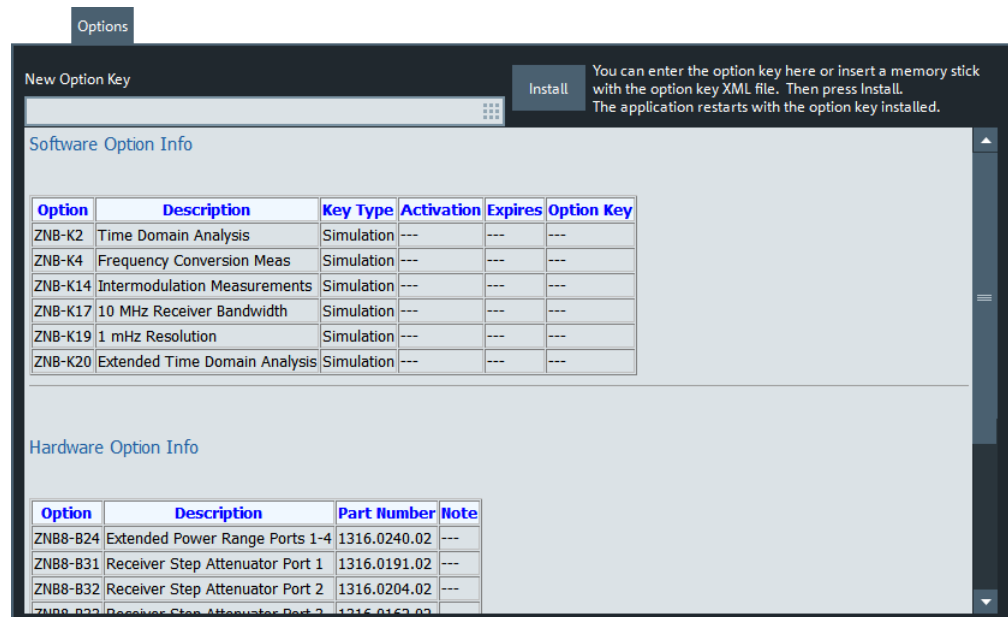 Options
New Option Key
Install
You can enter the option key here or insert a memory stick
with the option key XML file. Then press Install.
The application restarts with the option key installed.
Software Option Info
Option Description Key Type Activation Expires Option Key
ZNB-K2 Time Domain Analysis Simulation --- --- ---
ZNB-K4 Frequency Conversion Meas Simulation --- --- ---
ZNB-K14 Intermodulation Measurements Simulation --- --- ---
ZNB-K17 10 MHz Receiver Bandwidth Simulation --- --- ---
ZNB-K19 1 mHz Resolution Simulation --- --- ---
ZNB-K20 Extended Time Domain Analysis Simulation --- --- ---
Hardware Option Info
Option Description Part Number Note
ZNB8-B24 Extended Power Range Ports 1-4 1316.0240.02 ---
ZNB8-B31 Receiver Step Attenuator Port 1 1316.0191.02 ---
ZNB8-B32 Receiver Step Attenuator Port 2 1316.0204.02 ---
Receiver Step Attenuator Port